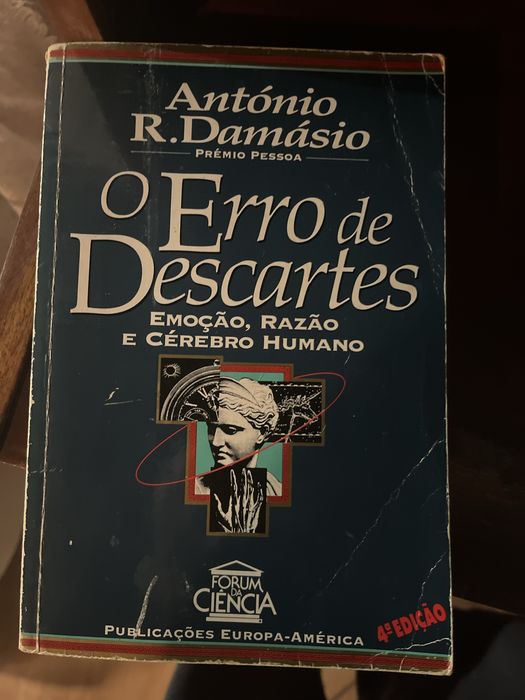 António
R. Damásio
PRÉMIO PESSOA
O Erro de
Descartes
EMOÇÃO, RAZÃO
E CÉREBRO HUMANO
FORUM
DA
CIÊNCIA
PUBLICAÇÕES EUROPA-AMÉRICA
4ª EDIÇÃO